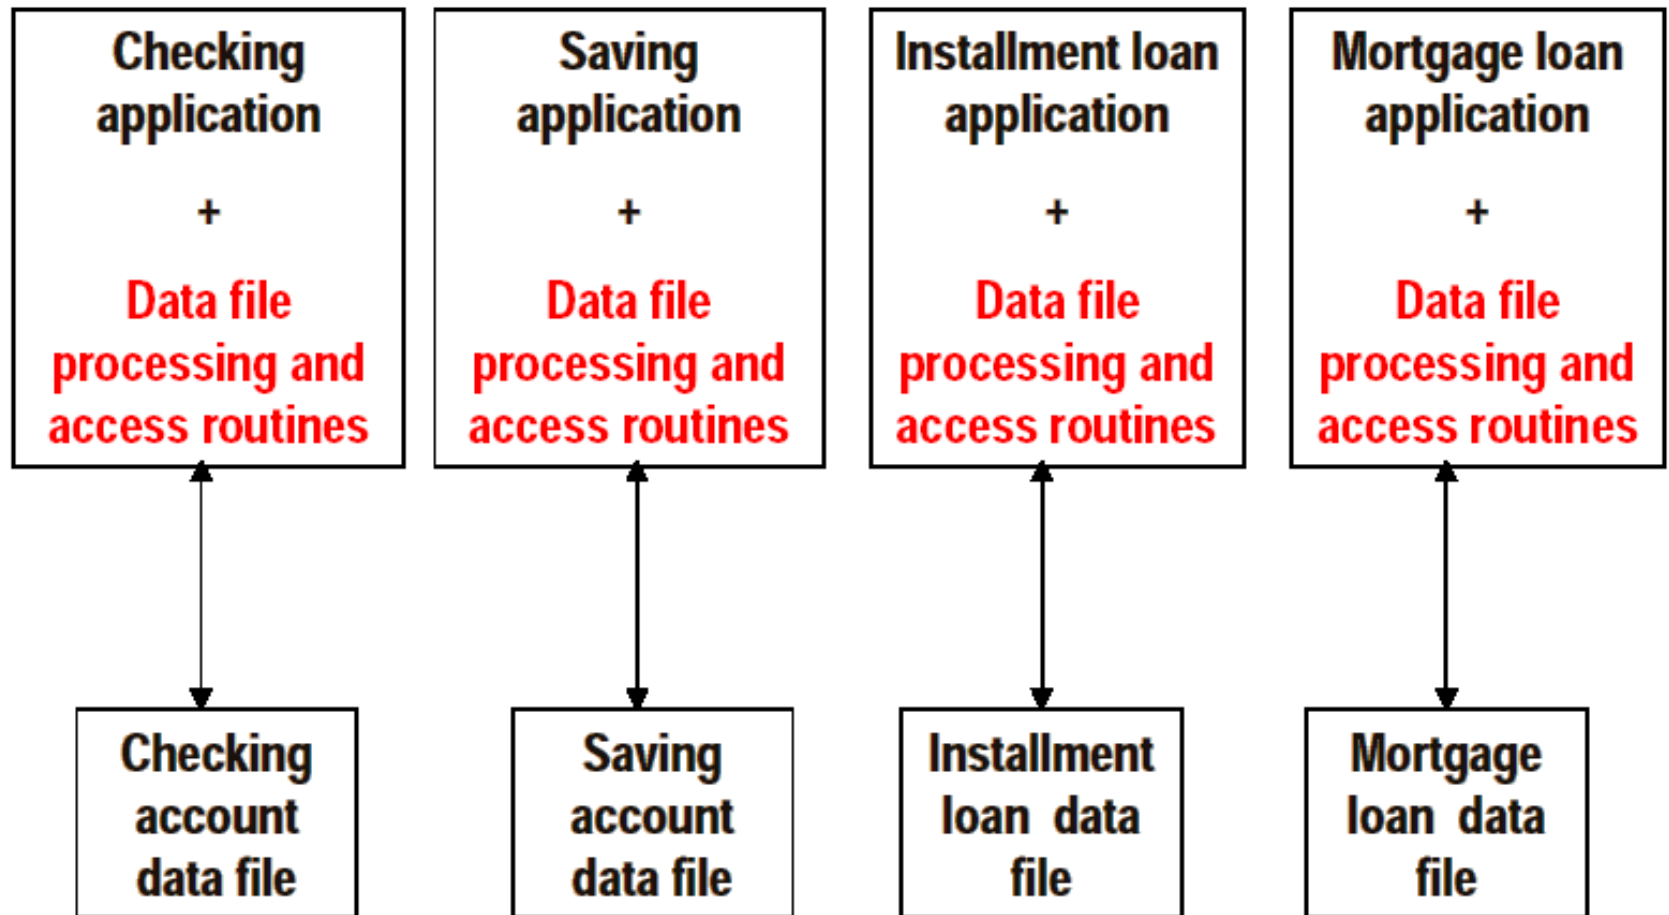 Checking
application
+
Data file
processing and
access routines
Saving
application
+
Data file
processing and
access routines
Installment loan
application
+
Data file
processing and
access routines
Mortgage loan
application
+
Data file
processing and
access routines
Checking
account
data file
Saving
account
data file
Installment
loan data
file
Mortgage
loan data
file